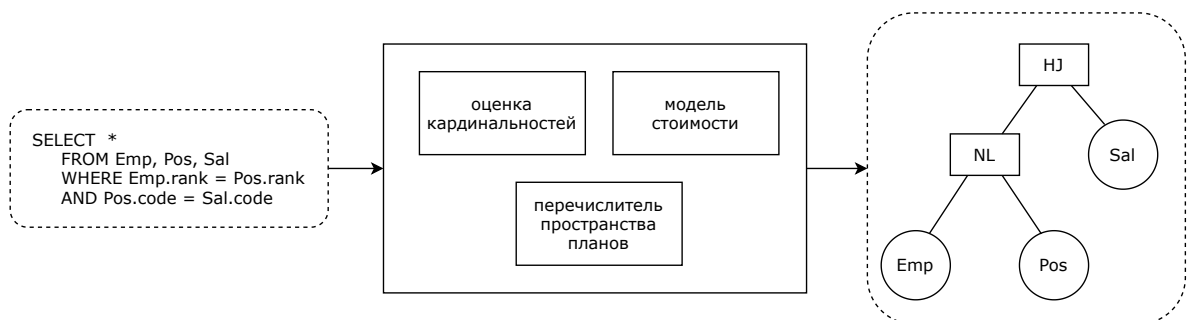 SELECT *
FROM Emp, Pos, Sal
WHERE Emp.rank = Pos.rank
AND Pos.code = Sal.code
оценка
кардинальностей
модель
стоимости
перечислитель
пространства
планов
HJ
NL
Sal
Emp
Pos